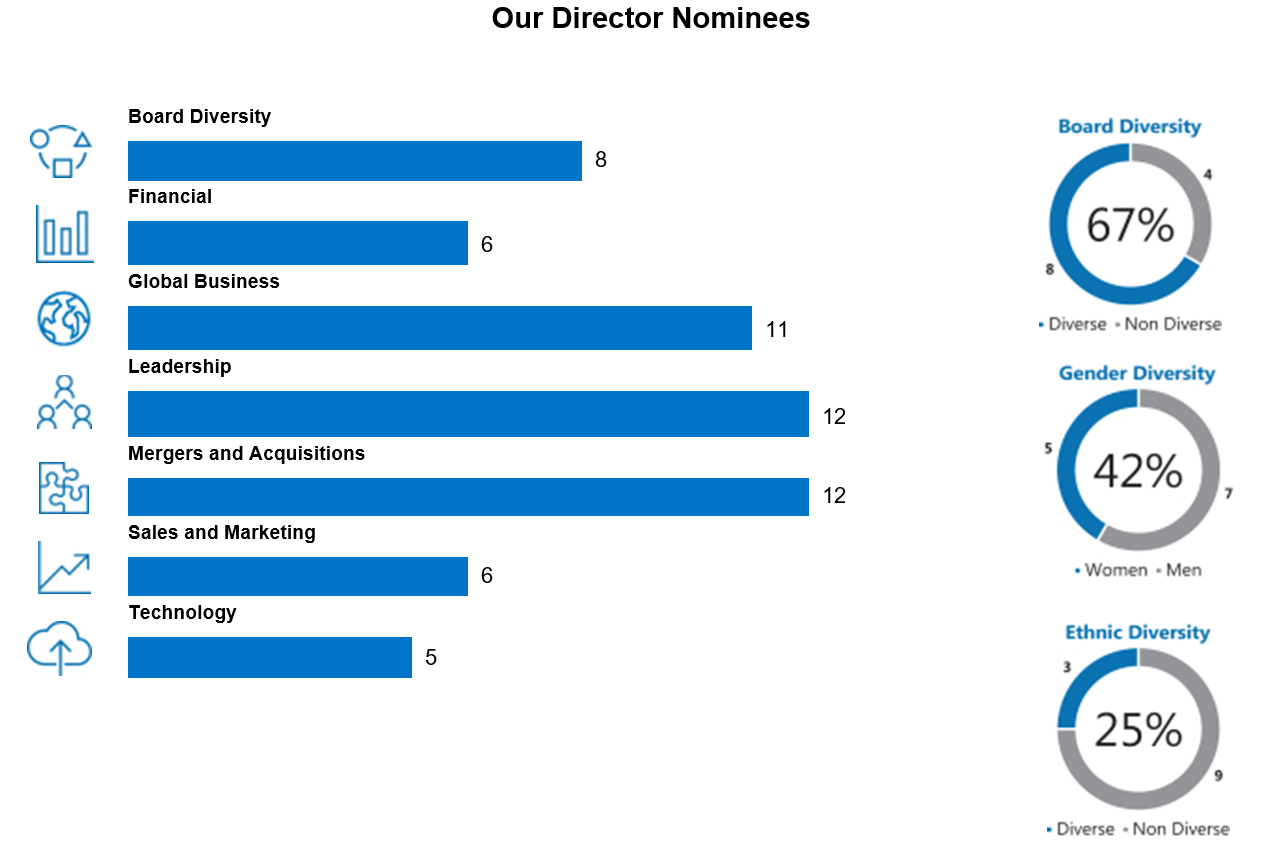 Our Director Nominees
Board Diversity
8
Financial
6
Global Business
11
Leadership
12
Mergers and Acquisitions
12
Sales and Marketing
6
Technology
5
Board Diversity
4
67%
8
Diverse Non Diverse
Gender Diversity
5
42%
7
Women Men
Ethnic Diversity
3
25%
9
Diverse Non Diverse